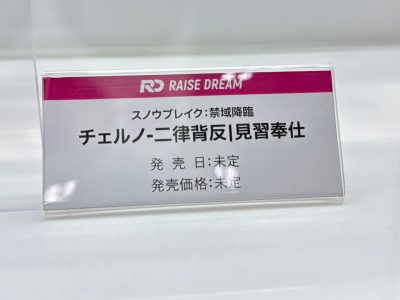 RD RAISE DREAM
スノウブレイク:禁域降臨
チェルノ-二律背反|見習奉仕
発売日:未定
発売価格:未定